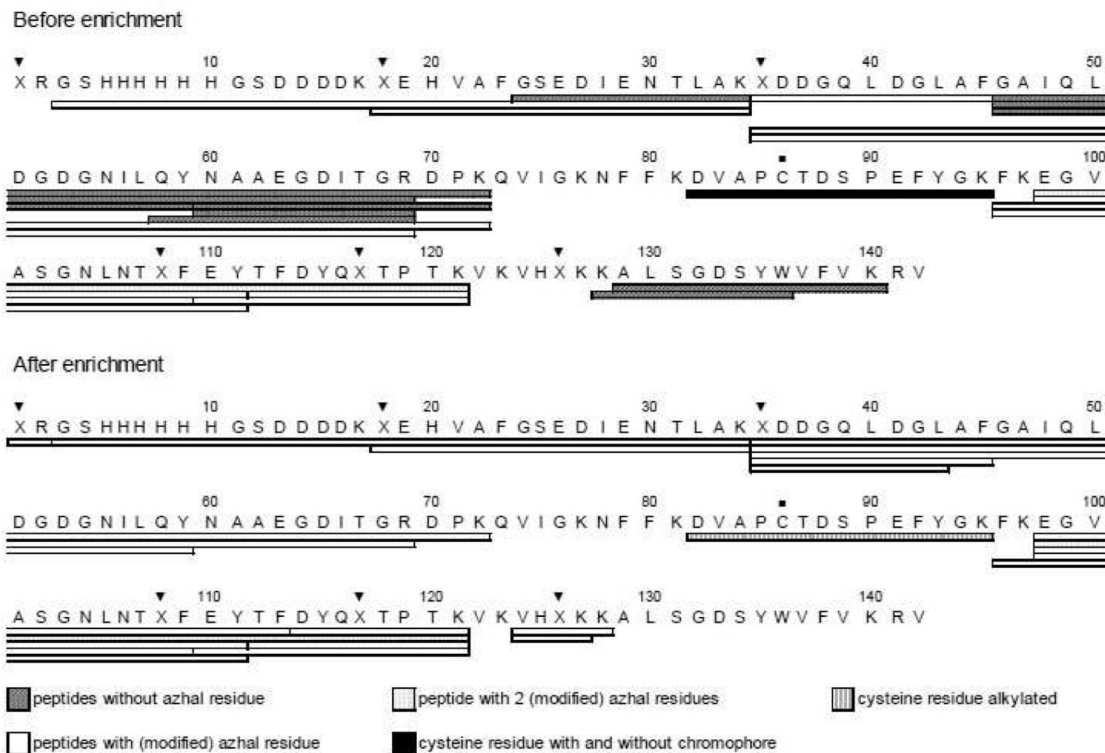 Before enrichment
10 20 30 40 50
X R G S H H H H H H G S D D D D K X E H V A F G S E D I E N T L A K X D D G Q L D G L A F G A I Q L
60 70 80 90 100
D G D G N I L Q Y N A A E G D I T G R D P K Q V I G K N F F K D V A P C T D S P E F Y G K F K E G V
110 120 130 140
A S G N L N T X F E Y T F D Y Q X T P T K V K V H X K K A L S G D S Y W V F V K R V
After enrichment
10 20 30 40 50
X R G S H H H H H H G S D D D D K X E H V A F G S E D I E N T L A K X D D G Q L D G L A F G A I Q L
60 70 80 90 100
D G D G N I L Q Y N A A E G D I T G R D P K Q V I G K N F F K D V A P C T D S P E F Y G K F K E G V
110 120 130 140
A S G N L N T X F E Y T F D Y Q X T P T K V K V H X K K A L S G D S Y W V F V K R V
peptides without azhal residue
peptide with 2 (modified) azhal residues
cysteine residue alkylated
peptides with (modified) azhal residue
cysteine residue with and without chromophore